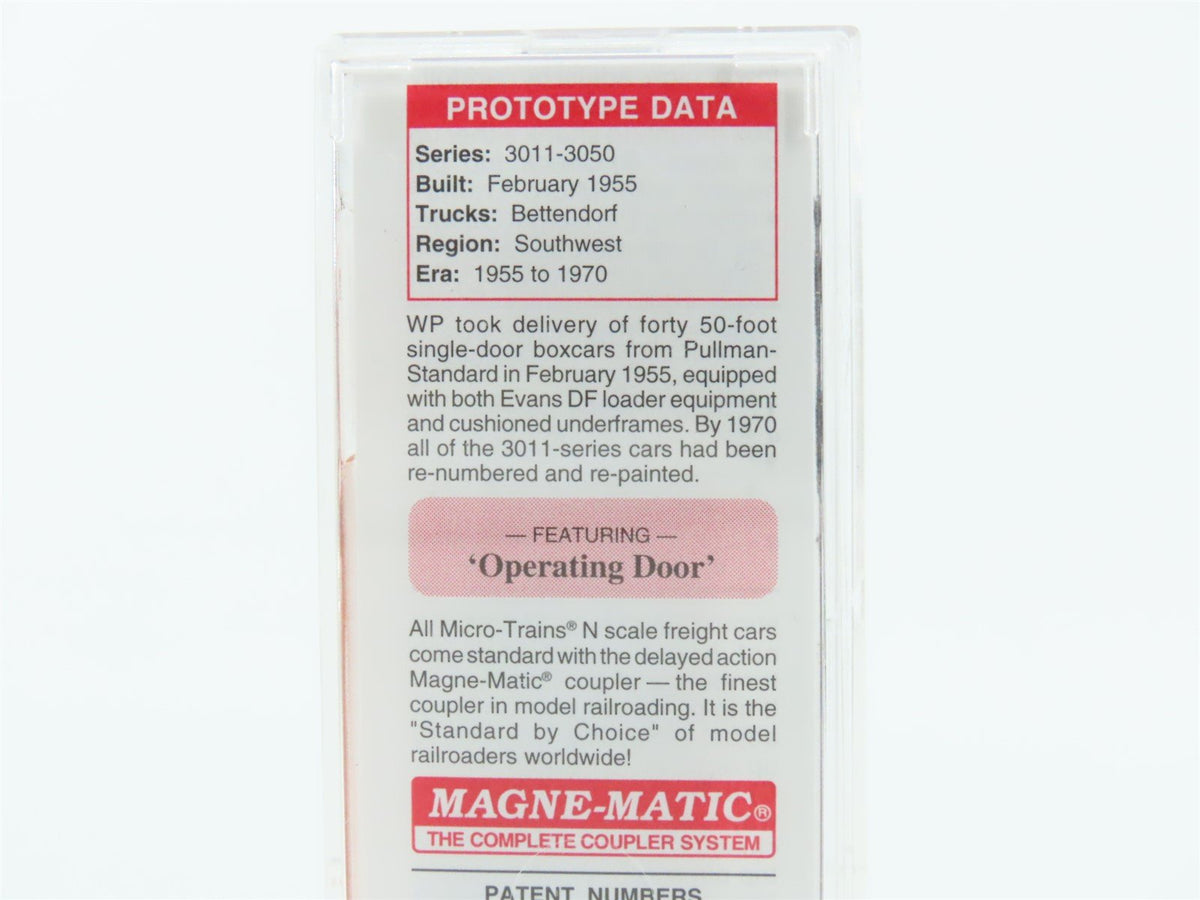 PROTOTYPE DATA
Series: 3011-3050
Built: February 1955
Trucks: Bettendorf
Region: Southwest
Era: 1955 to 1970
WP took delivery of forty 50-foot
single-door boxcars from Pullman-
Standard in February 1955, equipped
with both Evans DF loader equipment
and cushioned underframes. By 1970
all of the 3011-series cars had been
re-numbered and re-painted.
— FEATURING —
‘Operating Door’
All Micro-Trains® N scale freight cars
come standard with the delayed action
Magne-Matic® coupler — the finest
coupler in model railroading. It is the
"Standard by Choice" of model
railroaders worldwide!
MAGNE-MATIC®
THE COMPLETE COUPLER SYSTEM
PATENT NUMBERS